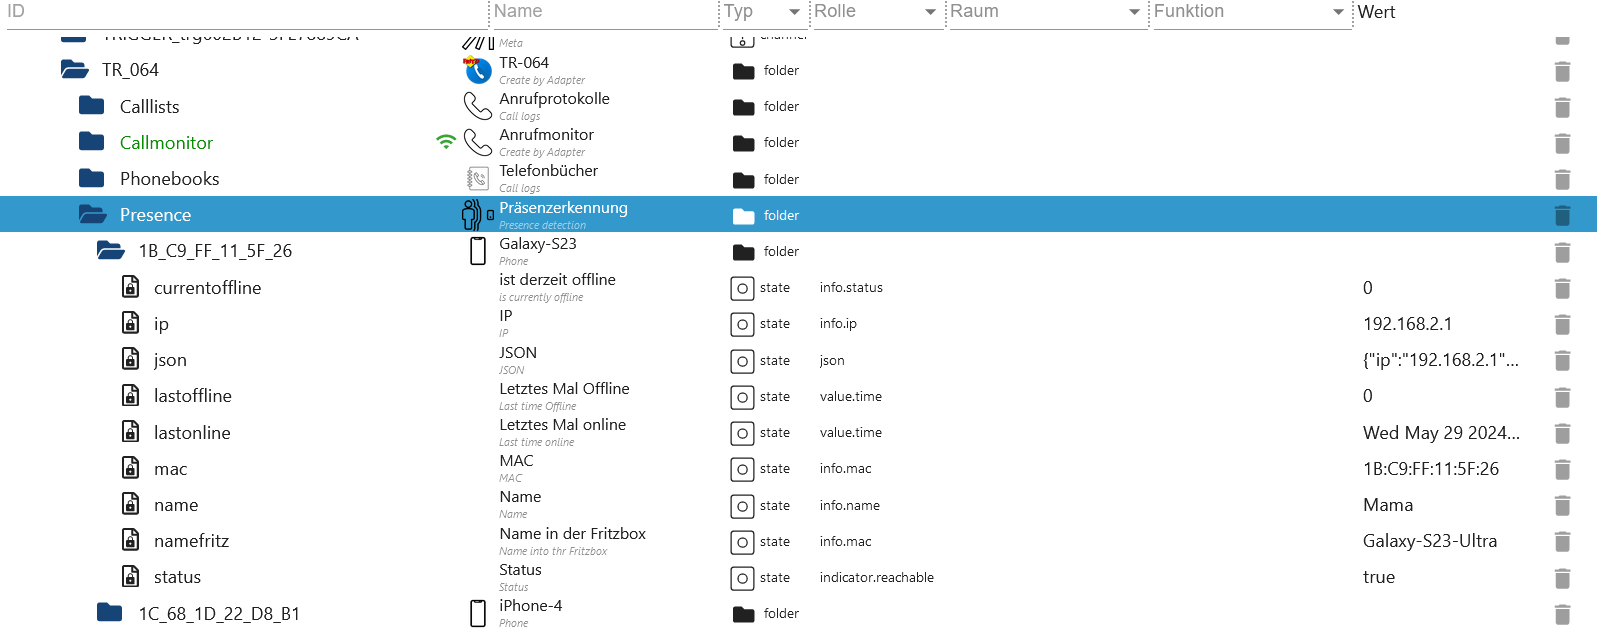 ID Name Typ Rolle Raum Funktion Wert
Meta
TR_064 TR-064 folder
Create by Adapter
Calllists Anrufprotokolle folder
Call logs
Callmonitor Anrufmonitor folder
Create by Adapter
Phonebooks Telefonbücher folder
Call logs
Presence Präsenzerkennung folder
Presence detection
1B_C9_FF_11_5F_26 Galaxy-S23 folder
Phone
currentoffline ist derzeit offline state info.status 0
is currently offline
ip IP state info.ip 192.168.2.1
IP
json JSON state json {"ip":"192.168.2.1"...
JSON
lastoffline Letztes Mal Offline state value.time 0
Last time Offline
lastonline Letztes Mal online state value.time Wed May 29 2024...
Last time online
mac MAC state info.mac 1B:C9:FF:11:5F:26
MAC
name Name state info.name Mama
Name
namefritz Name in der Fritzbox state info.mac Galaxy-S23-Ultra
Name into thr Fritzbox
status Status state indicator.reachable true
Status
1C_68_1D_22_D8_B1 iPhone-4 folder
Phone